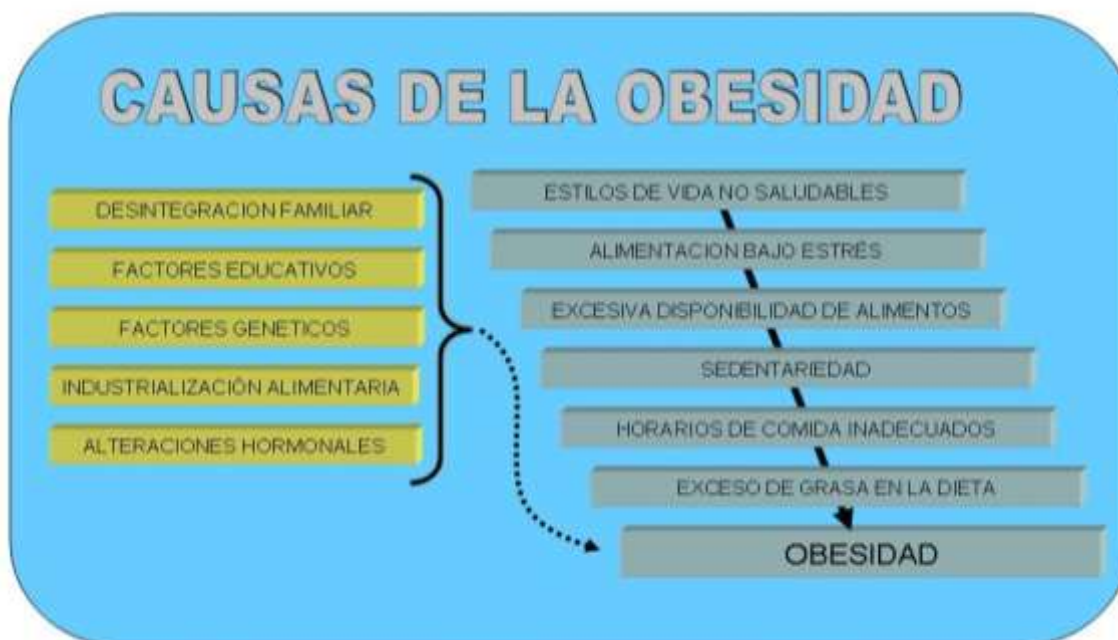 CAUSAS DE LA OBESIDAD
DESINTEGRACION FAMILIAR
FACTORES EDUCATIVOS
FACTORES GENETICOS
INDUSTRIALIZACIÓN ALIMENTARIA
ALTERACIONES HORMONALES
ESTILOS DE VIDA NO SALUDABLES
ALIMENTACION BAJO ESTRÉS
EXCESIVA DISPONIBILIDAD DE ALIMENTOS
SEDENTARIEDAD
HORARIOS DE COMIDA INADECUADOS
EXCESO DE GRASA EN LA DIETA
OBESIDAD